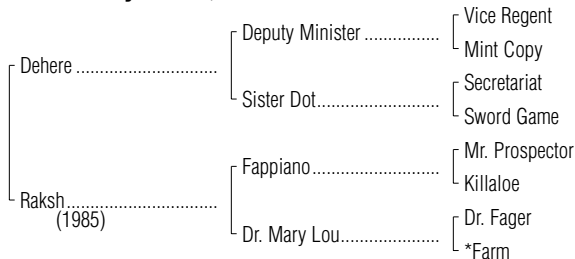 Vice Regent
Deputy Minister ................
Mint Copy
Dehere ..............................
Secretariat
Sister Dot..........................
Sword Game
Mr. Prospector
Fappiano...........................
Killaloe
Raksh................................
(1985)
Dr. Fager
Dr. Mary Lou.....................
*Farm